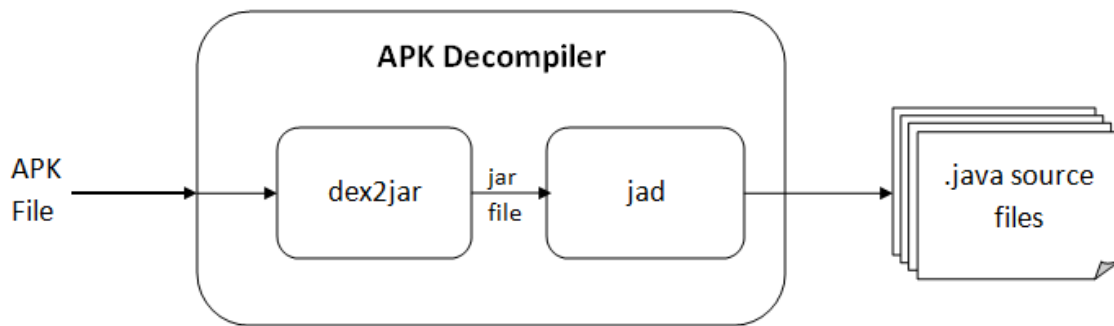 APK Decompiler
APK
File
dex2jar
jar
file
jad
.java source
files